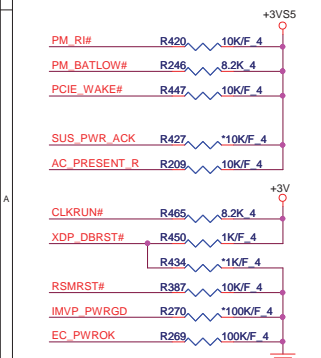 +3VS5
PM_RI# R420 10K/F_4
PM_BATLOW# R246 8.2K_4
PCIE_WAKE# R447 10K/F_4
SUS_PWR_ACK R427 *10K/F_4
AC_PRESENT_R R209 10K/F_4
+3V
A
CLKRUN# R465 8.2K_4
XDP_DBRST# R450 1K/F_4
R434 *1K/F_4
RSMRST# R387 10K/F_4
IMVP_PWRGD R270 *100K/F_4
EC_PWROK R269 100K/F_4